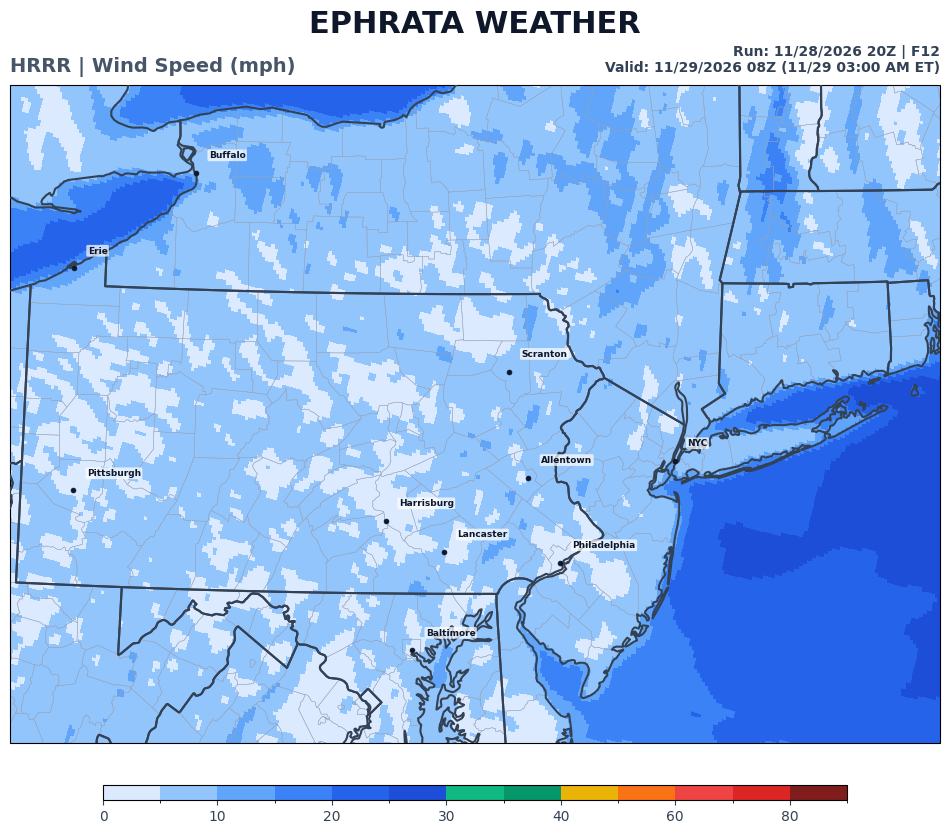 EPHRATA WEATHER
HRRR | Wind Speed (mph)
Run: 11/28/2026 20Z | F12
Valid: 11/29/2026 08Z (11/29 03:00 AM ET)
Buffalo
Erie
Scranton
NYC
Allentown
Pittsburgh
Harrisburg
Lancaster
Philadelphia
Baltimore
0 10 20 30 40 50 60 70 80